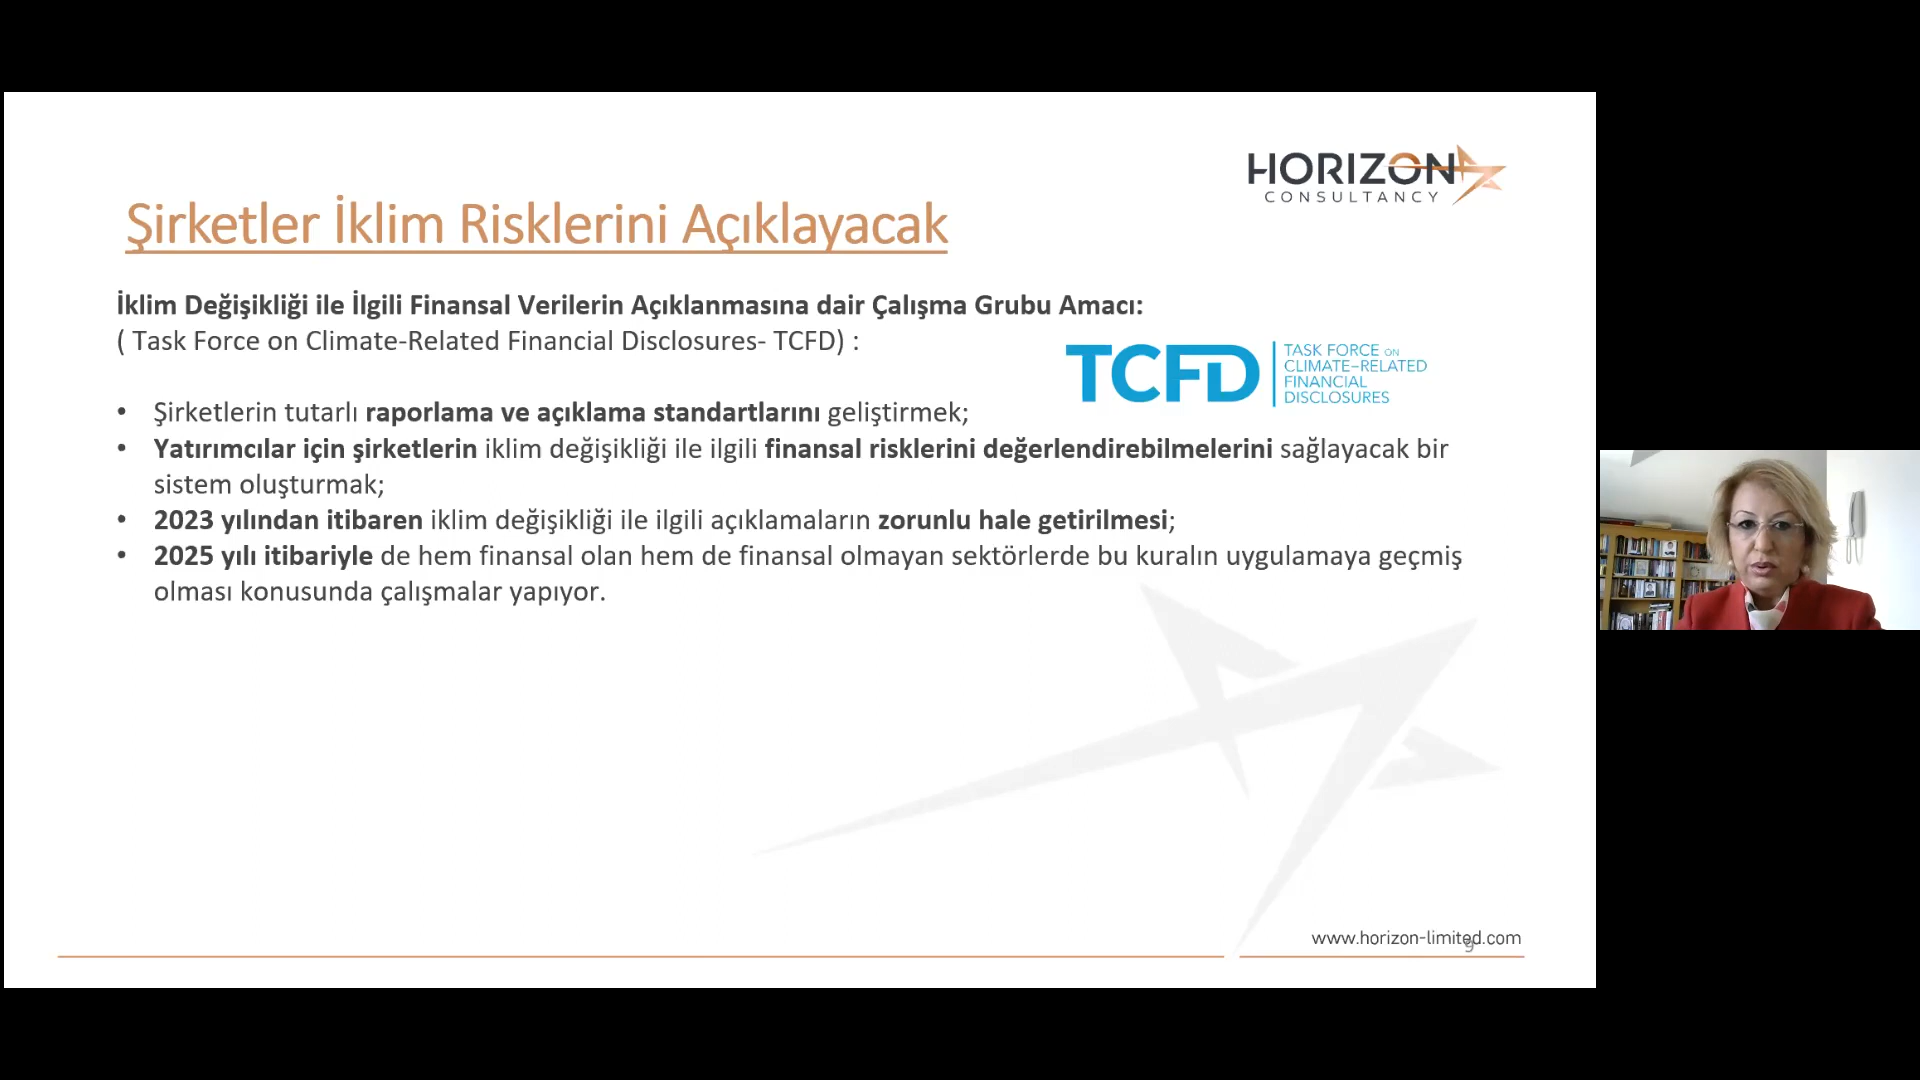 HORIZON
CONSULTANCY
Şirketler İklim Risklerini Açıklayacak
İklim Değişikliği ile İlgili Finansal Verilerin Açıklanmasına dair Çalışma Grubu Amacı:
( Task Force on Climate-Related Financial Disclosures- TCFD) :
TCFD
TASK FORCE ON
CLIMATE-RELATED
FINANCIAL
DISCLOSURES
• Şirketlerin tutarlı raporlama ve açıklama standartlarını geliştirmek;
• Yatırımcılar için şirketlerin iklim değişikliği ile ilgili finansal risklerini değerlendirebilmelerini sağlayacak bir
sistem oluşturmak;
• 2023 yılından itibaren iklim değişikliği ile ilgili açıklamaların zorunlu hale getirilmesi;
• 2025 yılı itibariyle de hem finansal olan hem de finansal olmayan sektörlerde bu kuralın uygulamaya geçmiş
olması konusunda çalışmalar yapıyor.
www.horizon-limited.com
9